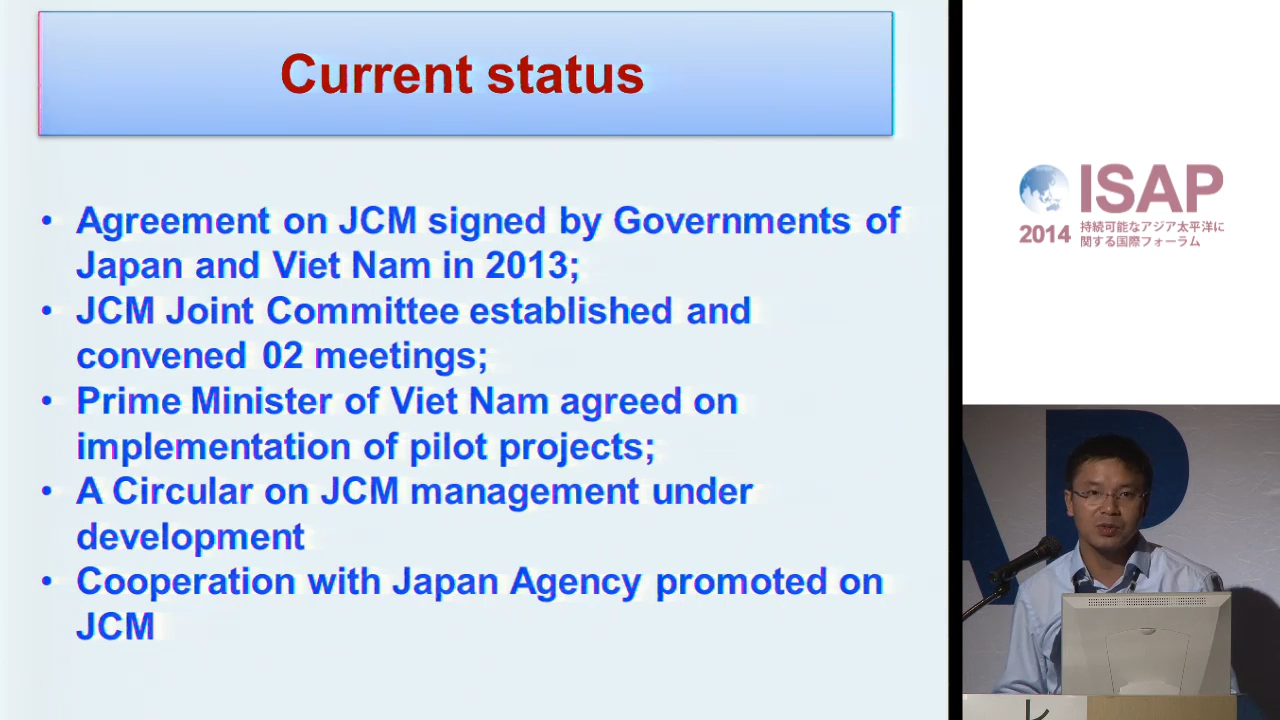 Current status
• Agreement on JCM signed by Governments of
Japan and Viet Nam in 2013;
• JCM Joint Committee established and
convened 02 meetings;
• Prime Minister of Viet Nam agreed on
implementation of pilot projects;
• A Circular on JCM management under
development
• Cooperation with Japan Agency promoted on
JCM
ISAP
2014
持続可能なアジア太平洋に
関する国際フォーラム